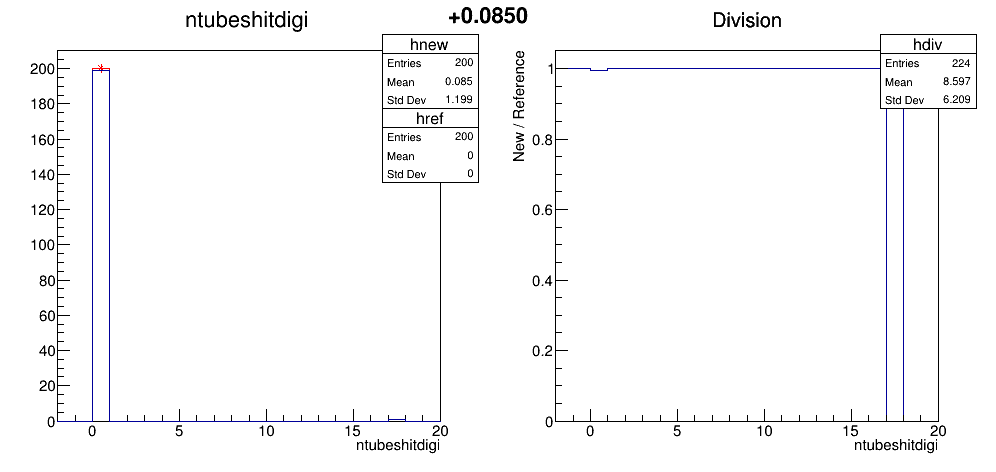 ntubeshitdigi
+0.0850
Division
hnew
Entries 200
Mean 0.085
Std Dev 1.199
href
Entries 200
Mean 0
Std Dev 0
200
180
160
140
120
100
80
60
40
20
0
0 5 10 15 20
ntubeshitdigi
hdiv
Entries 224
Mean 8.597
Std Dev 6.209
New / Reference
1
0.8
0.6
0.4
0.2
0
0 5 10 15 20
ntubeshitdigi